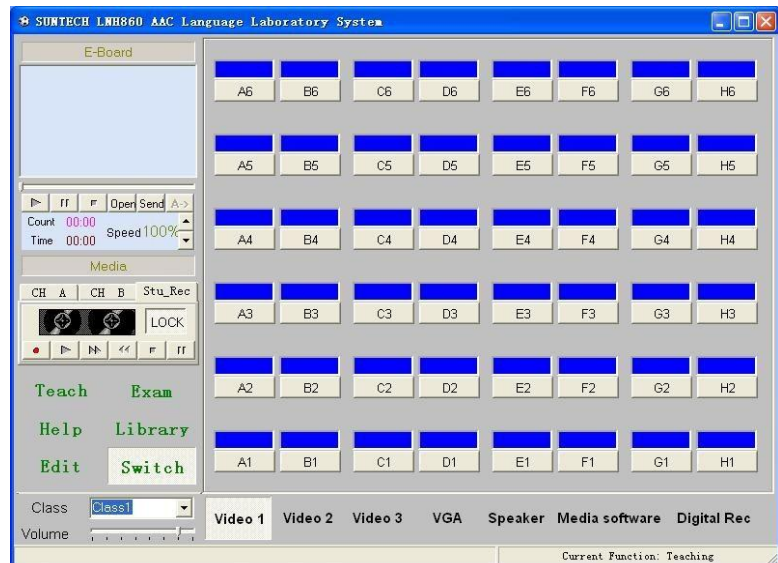 SUNTECH LNH860 AAC Language Laboratory System
E-Board
Open Send A->
Count 00:00
Time 00:00
Speed 100%
Media
CH A CH B Stu_Rec
LOCK
Teach Exam
Help Library
Edit Switch
Class Class1
Volume
A6 B6 C6 D6 E6 F6 G6 H6
A5 B5 C5 D5 E5 F5 G5 H5
A4 B4 C4 D4 E4 F4 G4 H4
A3 B3 C3 D3 E3 F3 G3 H3
A2 B2 C2 D2 E2 F2 G2 H2
A1 B1 C1 D1 E1 F1 G1 H1
Video 1 Video 2 Video 3 VGA Speaker Media software Digital Rec
Current Function: Teaching